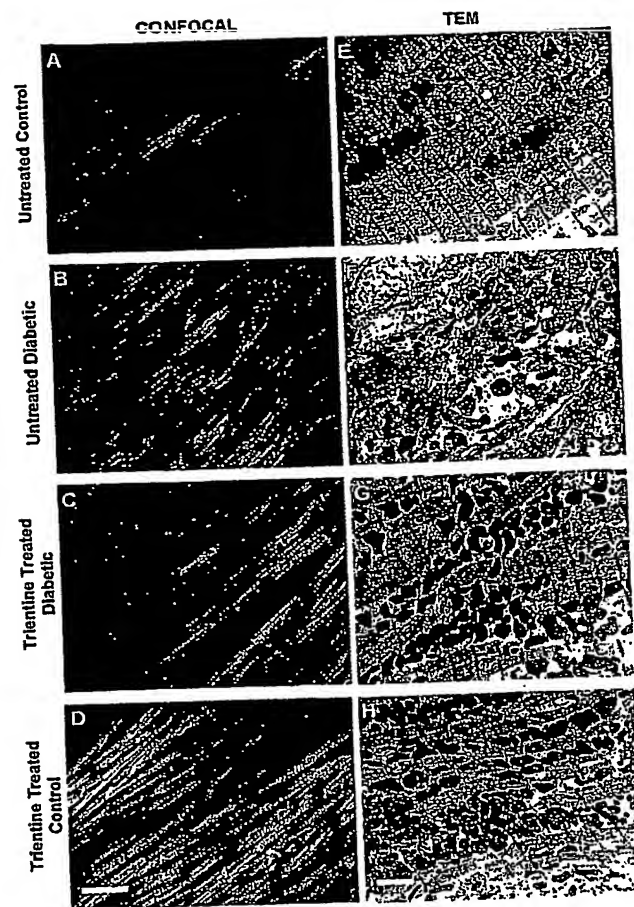 CONFOCAL
TEM
Untreated Control
A
E
Untreated Diabetic
B
Trientine Treated
Diabetic
C
G
Trientine Treated
Control
D
H